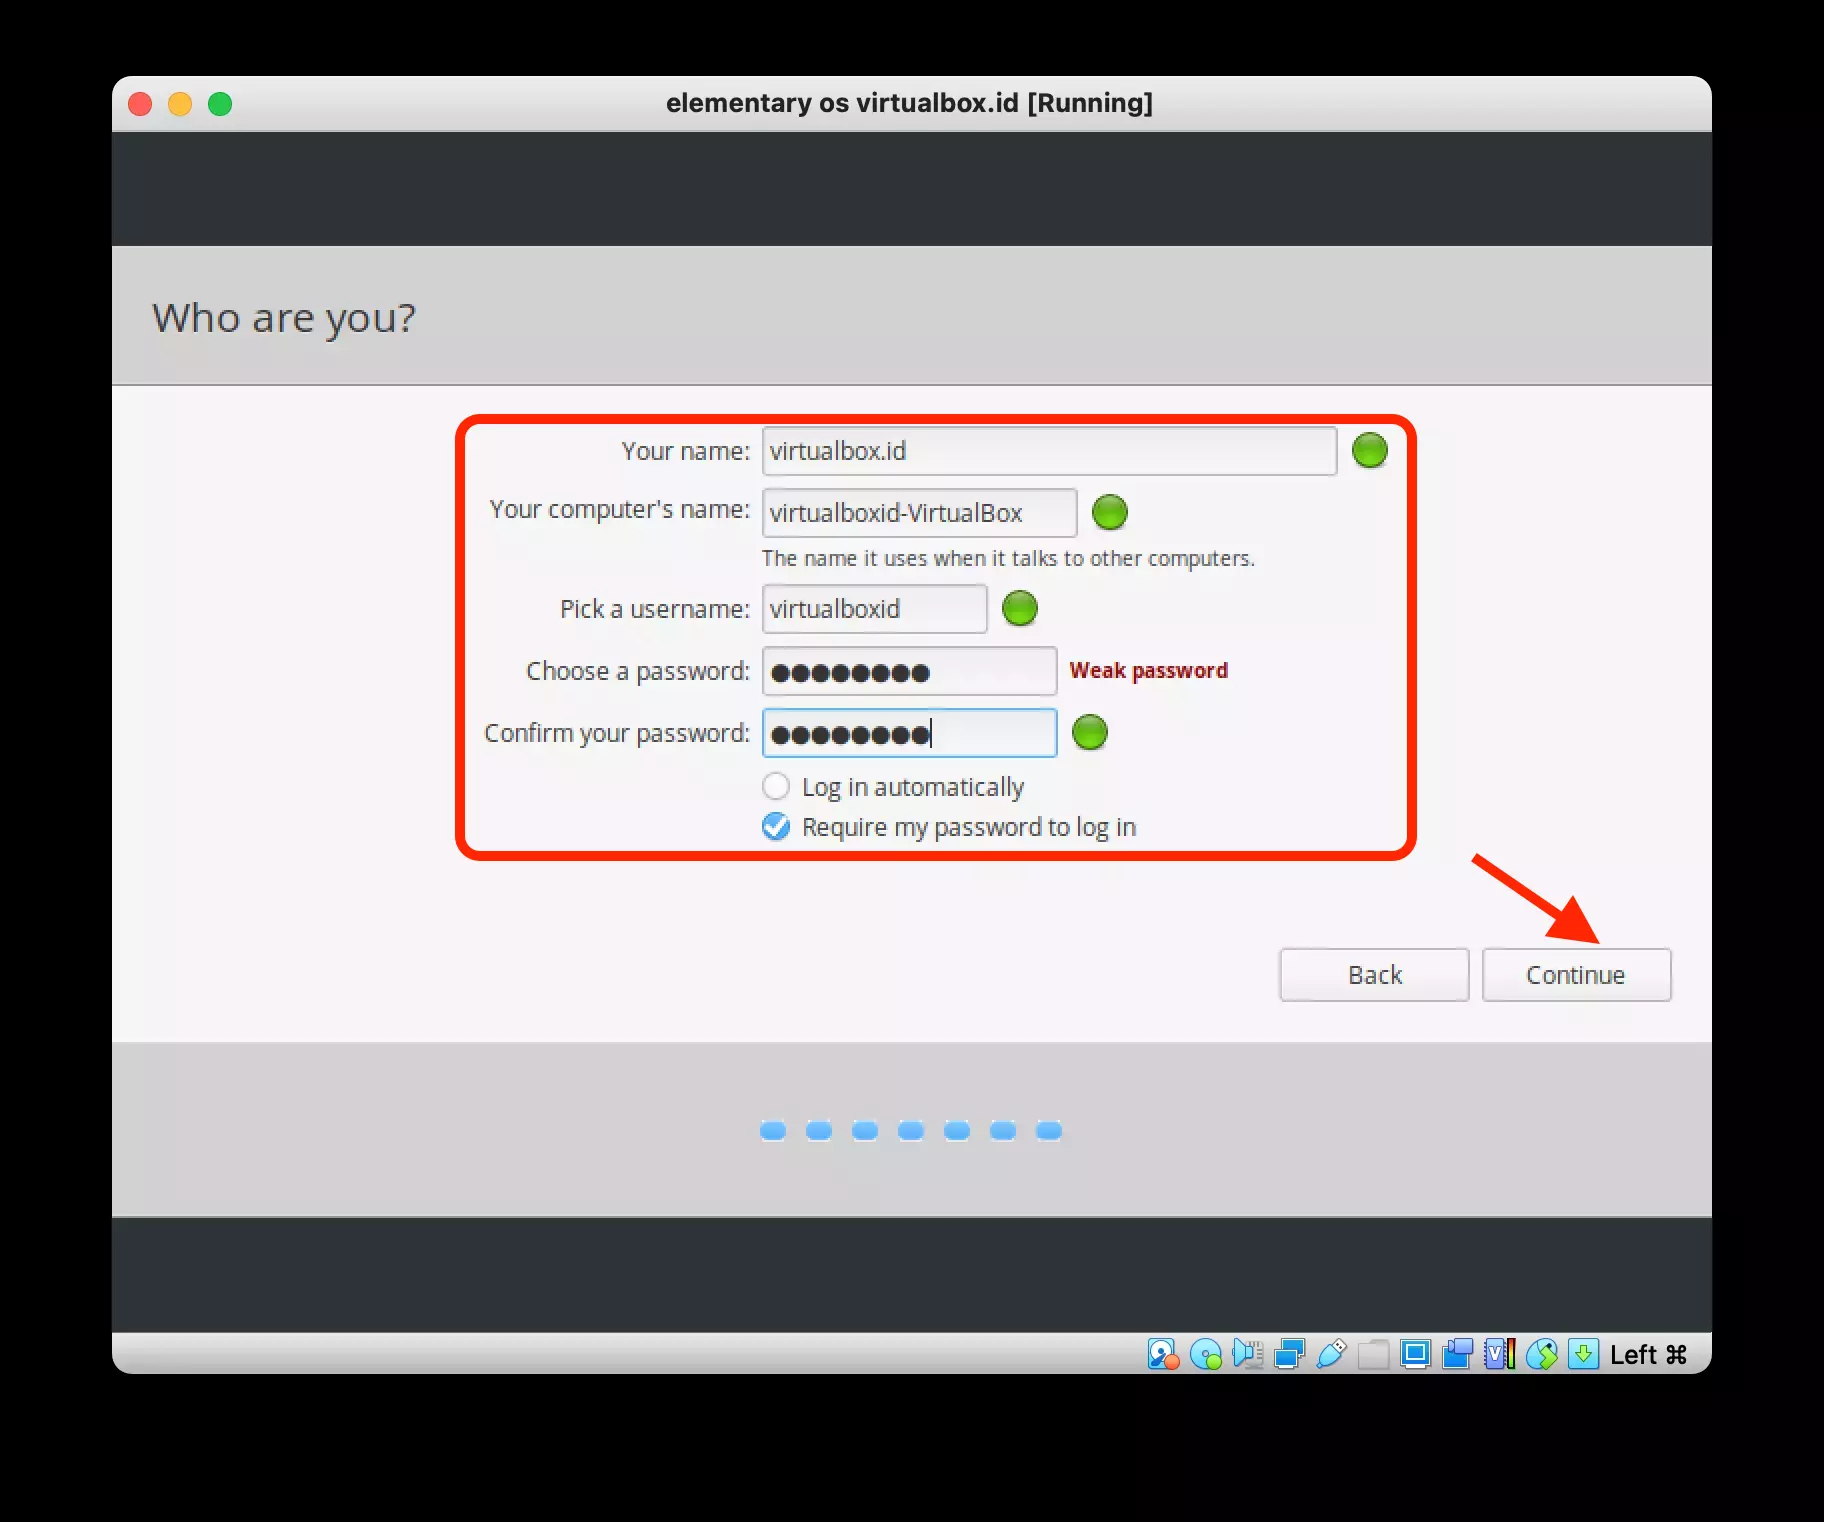 elementary os virtualbox.id [Running]
Who are you?
Your name: virtualbox.id
Your computer's name: virtualboxid-VirtualBox
The name it uses when it talks to other computers.
Pick a username: virtualboxid
Choose a password: ●●●●●●●● Weak password
Confirm your password: ●●●●●●●●
Log in automatically
Require my password to log in
Back Continue
Left ⌘